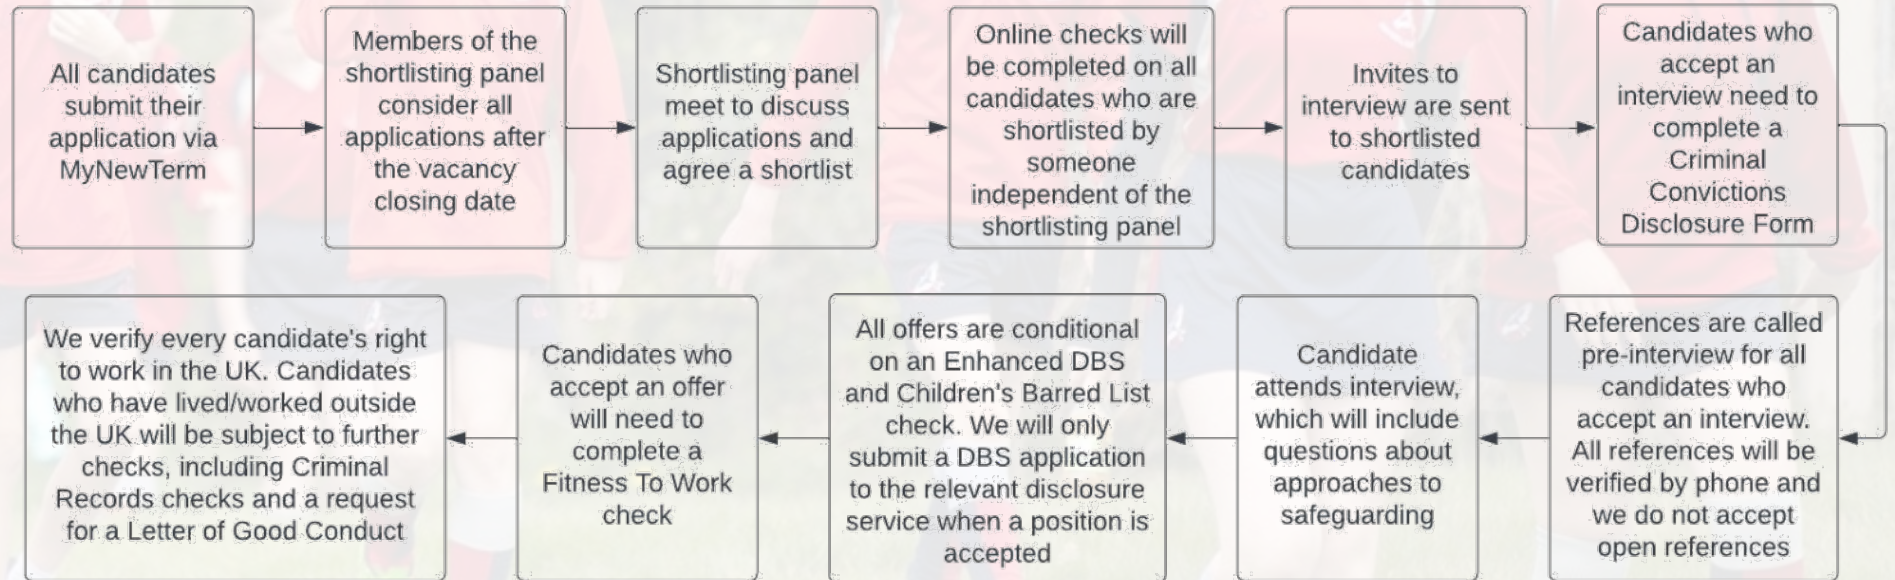 All candidates
submit their
application via
MyNewTerm
Members of the
shortlisting panel
consider all
applications after
the vacancy
closing date
Shortlisting panel
meet to discuss
applications and
agree a shortlist
Online checks will
be completed on all
candidates who are
shortlisted by
someone
independent of the
shortlisting panel
Invites to
interview are sent
to shortlisted
candidates
Candidates who
accept an
interview need to
complete a
Criminal
Convictions
Disclosure Form
References are called
pre-interview for all
candidates who
accept an interview.
All references will be
verified by phone and
we do not accept
open references
Candidate
attends interview,
which will include
questions about
approaches to
safeguarding
All offers are conditional
on an Enhanced DBS
and Children's Barred List
check. We will only
submit a DBS application
to the relevant disclosure
service when a position is
accepted
Candidates who
accept an offer
will need to
complete a
Fitness To Work
check
We verify every candidate's right
to work in the UK. Candidates
who have lived/worked outside
the UK will be subject to further
checks, including Criminal
Records checks and a request
for a Letter of Good Conduct